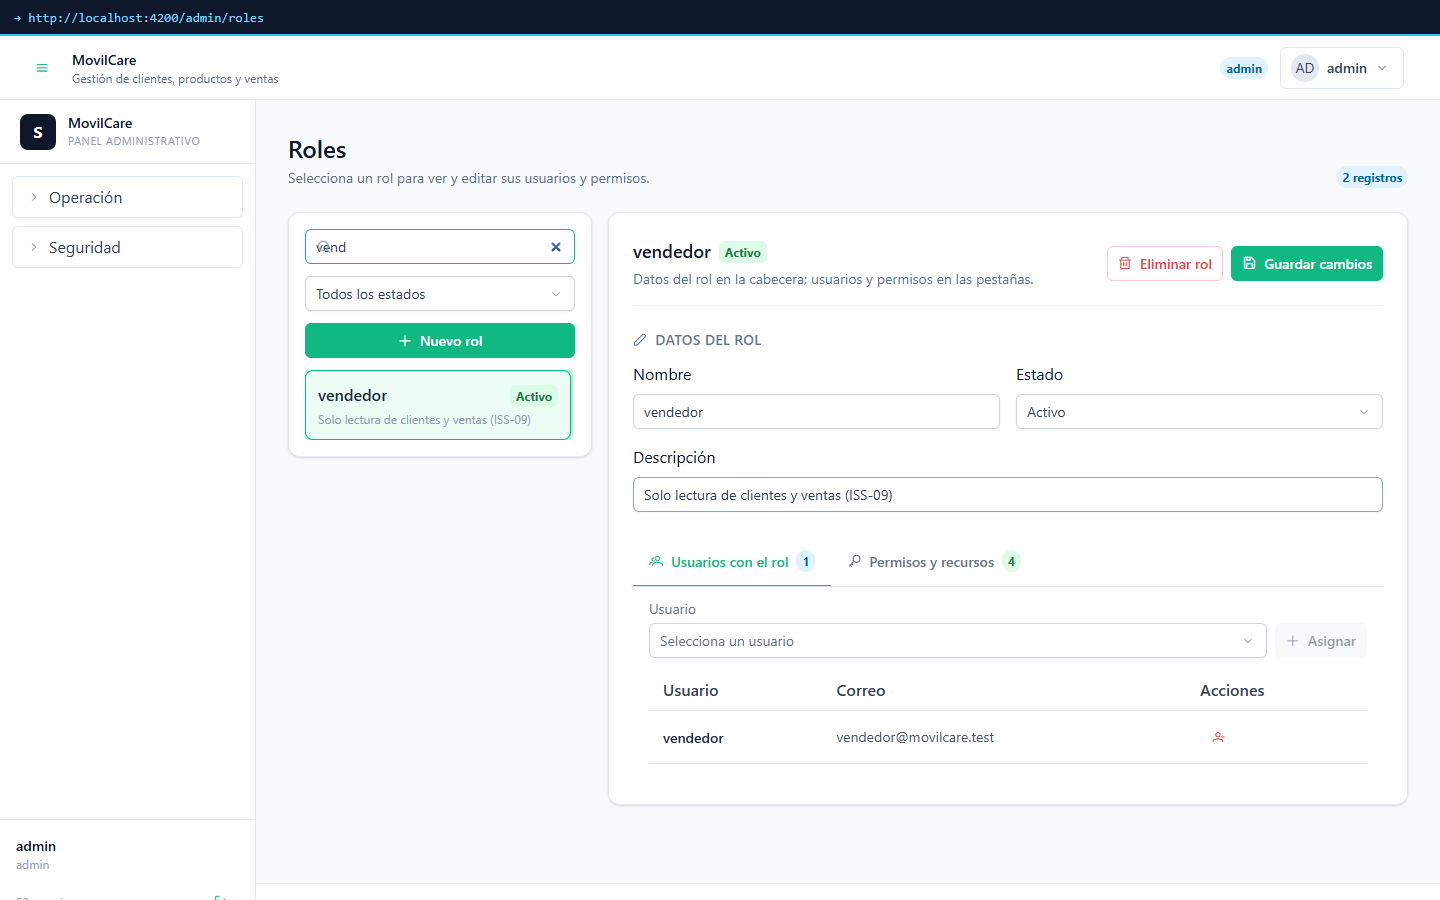 → http://localhost:4200/admin/roles
MovilCare
Gestión de clientes, productos y ventas
admin
AD admin
S
MovilCare
PANEL ADMINISTRATIVO
Operación
Seguridad
Roles
Selecciona un rol para ver y editar sus usuarios y permisos.
2 registros
vend
Todos los estados
Nuevo rol
vendedor Activo
Solo lectura de clientes y ventas (ISS-09)
vendedor Activo
Datos del rol en la cabecera; usuarios y permisos en las pestañas.
Eliminar rol
Guardar cambios
DATOS DEL ROL
Nombre Estado
vendedor Activo
Descripción
Solo lectura de clientes y ventas (ISS-09)
Usuarios con el rol 1 Permisos y recursos 4
Usuario
Selecciona un usuario
Asignar
Usuario Correo Acciones
vendedor vendedor@movilcare.test
admin
admin